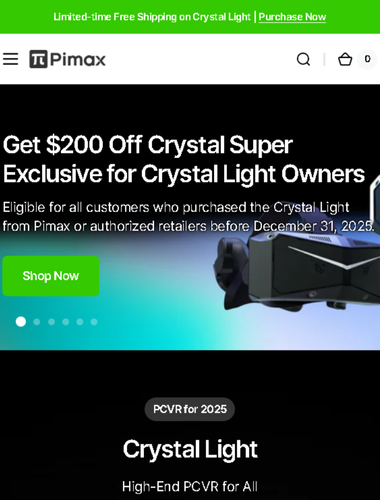 Limited-time Free Shipping on Crystal Light | Purchase Now
Pimax
0
Get $200 Off Crystal Super
Exclusive for Crystal Light Owners
Eligible for all customers who purchased the Crystal Light
from Pimax or authorized retailers before December 31, 2025.
Shop Now
PCVR for 2025
Crystal Light
High-End PCVR for All